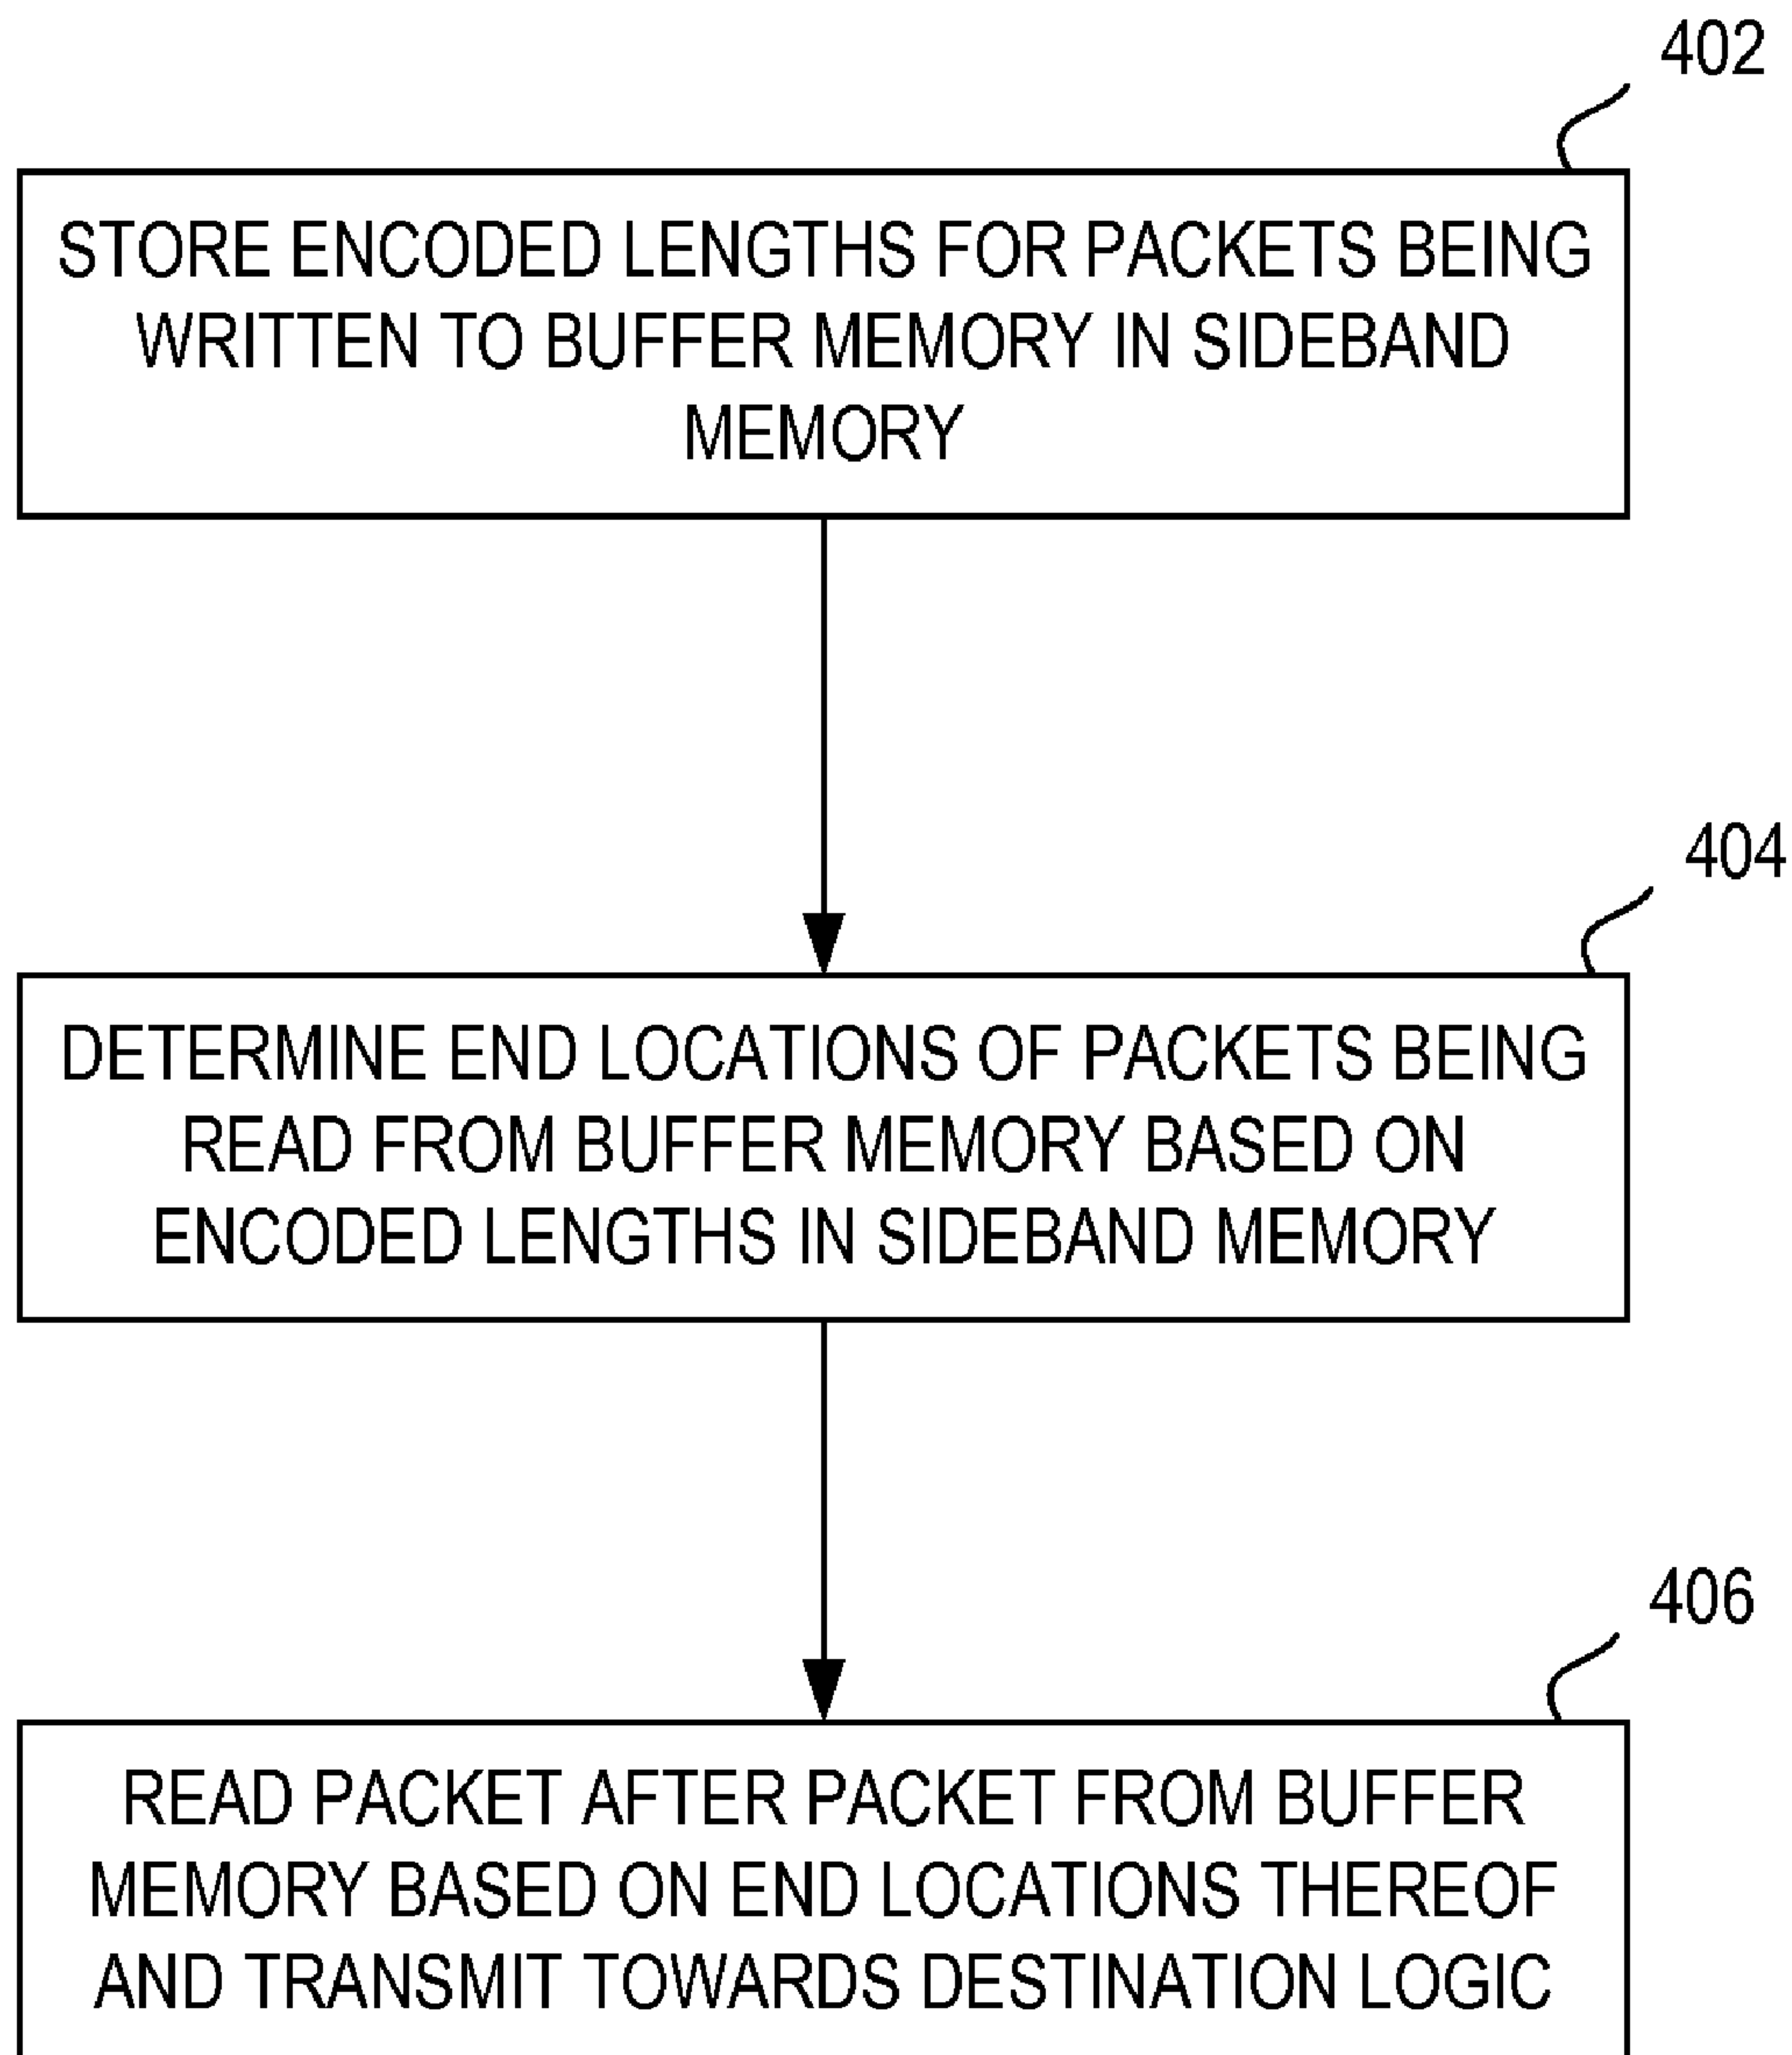 402
STORE ENCODED LENGTHS FOR PACKETS BEING
WRITTEN TO BUFFER MEMORY IN SIDEBAND
MEMORY
404
DETERMINE END LOCATIONS OF PACKETS BEING
READ FROM BUFFER MEMORY BASED ON
ENCODED LENGTHS IN SIDEBAND MEMORY
406
READ PACKET AFTER PACKET FROM BUFFER
MEMORY BASED ON END LOCATIONS THEREOF
AND TRANSMIT TOWARDS DESTINATION LOGIC